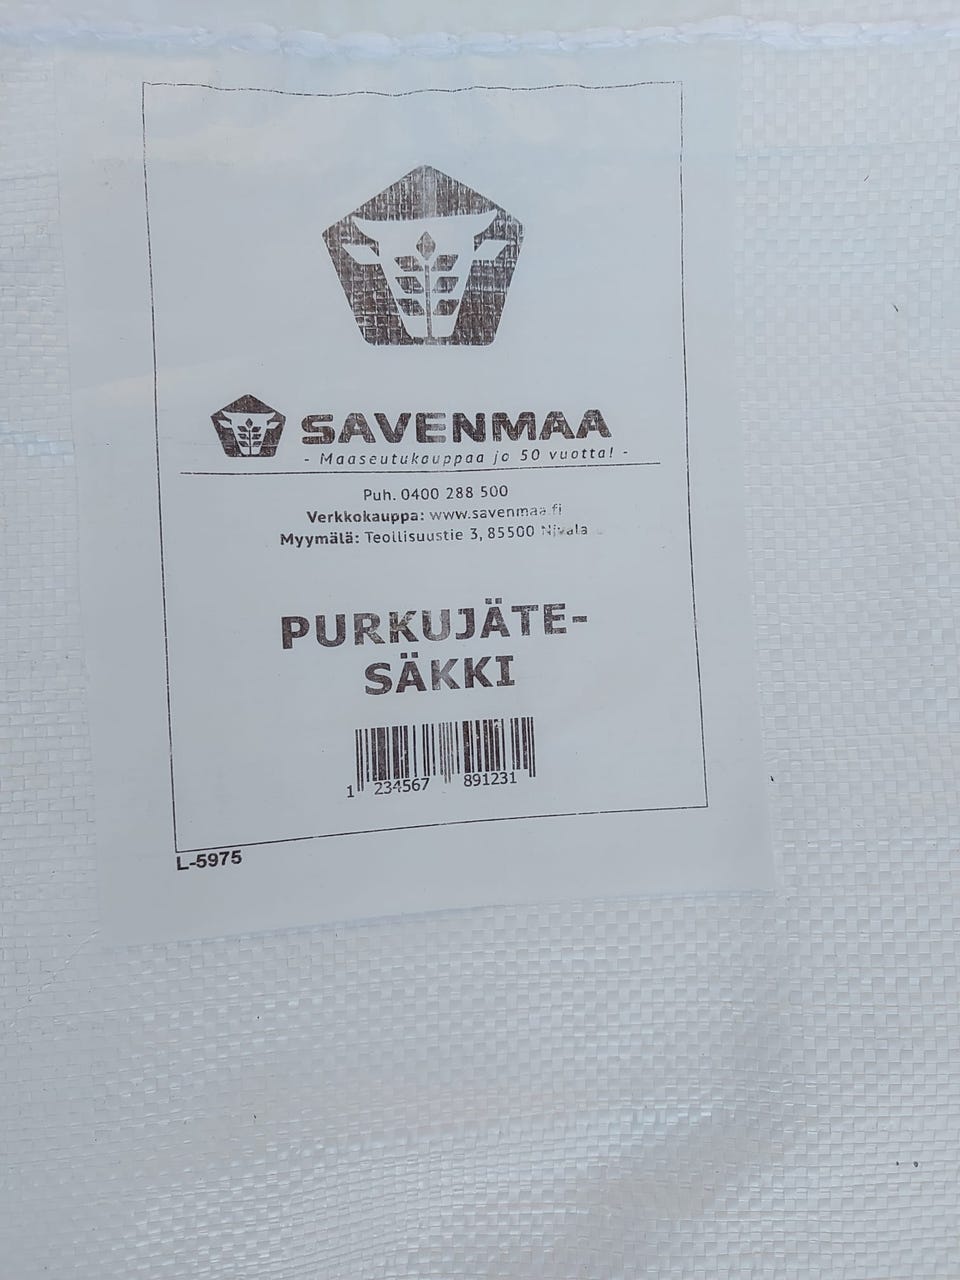 SAVENMAA
- Maaseutukauppaa jo 50 vuotta! -
Puh. 0400 288 500
Verkkokauppa: www.savenmaa.fi
Myymälä: Teollisuustie 3, 85500 Nivala
PURKUJÄTE-
SÄKKI
1 234567 891231
L-5975